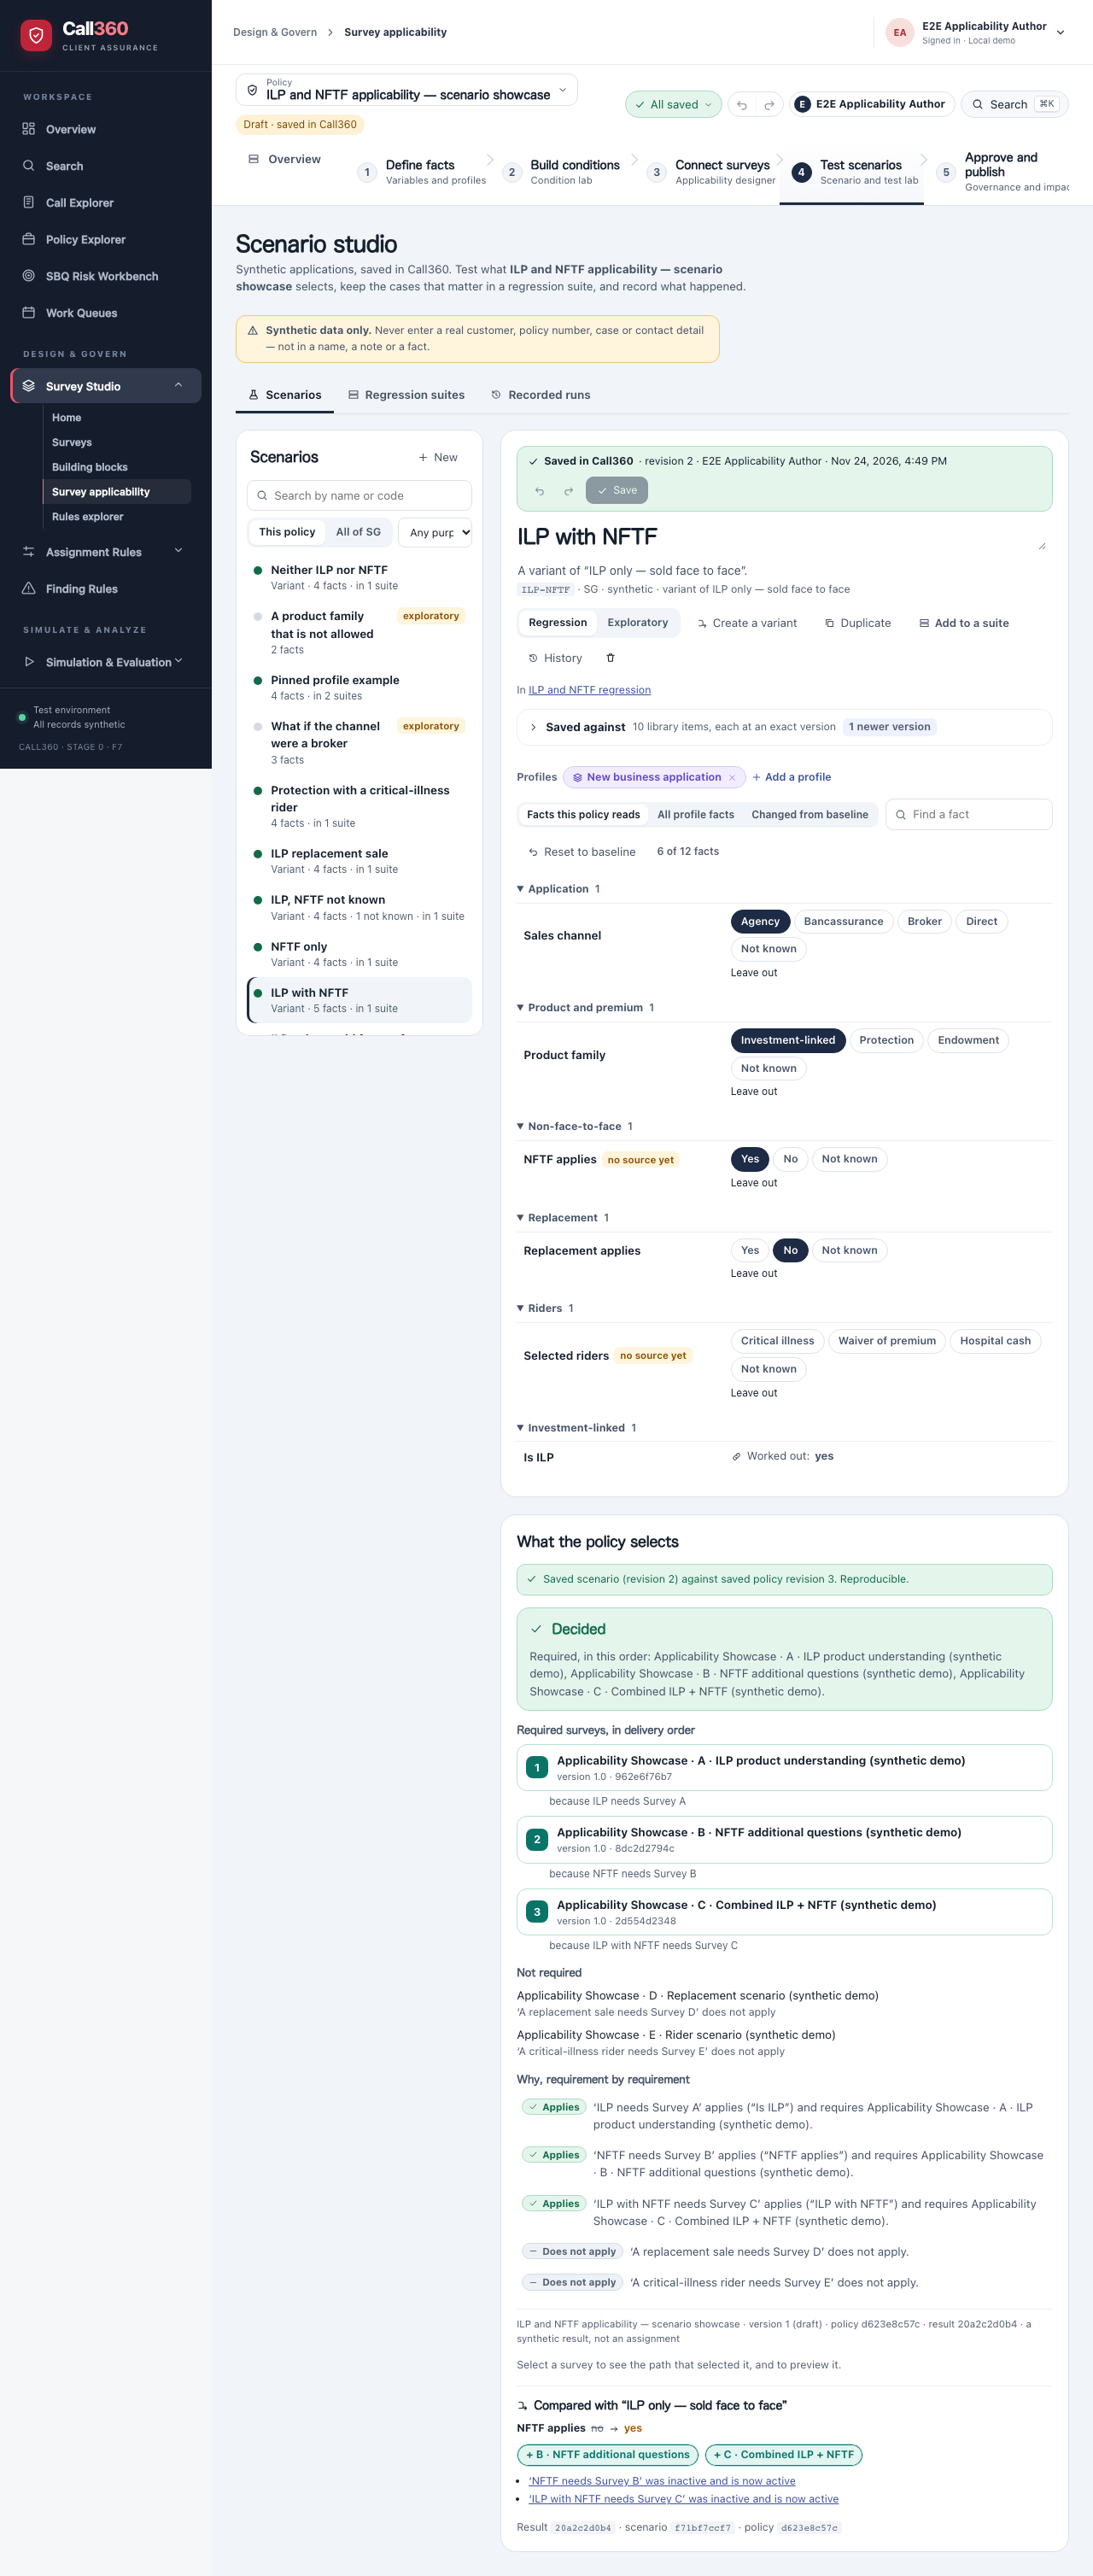 Call360
CLIENT ASSURANCE
WORKSPACE
Overview
Search
Call Explorer
Policy Explorer
SBQ Risk Workbench
Work Queues
DESIGN & GOVERN
Survey Studio
Home
Surveys
Building blocks
Survey applicability
Rules explorer
Assignment Rules
Finding Rules
SIMULATE & ANALYZE
Simulation & Evaluation
Test environment
All records synthetic
CALL360 · STAGE 0 · F7
Design & Govern > Survey applicability
EA
E2E Applicability Author
Signed in · Local demo
Policy
ILP and NFTF applicability — scenario showcase
Draft · saved in Call360
All saved
E E2E Applicability Author
Search ⌘K
Overview
1 Define facts
Variables and profiles
2 Build conditions
Condition lab
3 Connect surveys
Applicability designer
4 Test scenarios
Scenario and test lab
5 Approve and
publish
Governance and impac
Scenario studio
Synthetic applications, saved in Call360. Test what ILP and NFTF applicability — scenario
showcase selects, keep the cases that matter in a regression suite, and record what happened.
Synthetic data only. Never enter a real customer, policy number, case or contact detail
— not in a name, a note or a fact.
Scenarios
Regression suites
Recorded runs
Scenarios
+ New
Search by name or code
This policy
All of SG
Any purp
Neither ILP nor NFTF
Variant · 4 facts · in 1 suite
A product family
that is not allowed
exploratory
2 facts
Pinned profile example
4 facts · in 2 suites
What if the channel
were a broker
exploratory
3 facts
Protection with a critical-illness
rider
4 facts · in 1 suite
ILP replacement sale
Variant · 4 facts · in 1 suite
ILP, NFTF not known
Variant · 4 facts · 1 not known · in 1 suite
NFTF only
Variant · 4 facts · in 1 suite
ILP with NFTF
Variant · 5 facts · in 1 suite
Saved in Call360 · revision 2 · E2E Applicability Author · Nov 24, 2026, 4:49 PM
Save
ILP with NFTF
A variant of “ILP only — sold face to face”.
ILP-NFTF · SG · synthetic · variant of ILP only — sold face to face
Regression
Exploratory
Create a variant
Duplicate
Add to a suite
History
In ILP and NFTF regression
Saved against 10 library items, each at an exact version 1 newer version
Profiles New business application × + Add a profile
Facts this policy reads
All profile facts
Changed from baseline
Find a fact
Reset to baseline
6 of 12 facts
Application 1
Sales channel
Agency
Bancassurance
Broker
Direct
Not known
Leave out
Product and premium 1
Product family
Investment-linked
Protection
Endowment
Not known
Leave out
Non-face-to-face 1
NFTF applies no source yet
Yes
No
Not known
Leave out
Replacement 1
Replacement applies
Yes
No
Not known
Leave out
Riders 1
Selected riders no source yet
Critical illness
Waiver of premium
Hospital cash
Not known
Leave out
Investment-linked 1
Is ILP
Worked out: yes
What the policy selects
Saved scenario (revision 2) against saved policy revision 3. Reproducible.
Decided
Required, in this order: Applicability Showcase · A · ILP product understanding (synthetic
demo), Applicability Showcase · B · NFTF additional questions (synthetic demo), Applicability
Showcase · C · Combined ILP + NFTF (synthetic demo).
Required surveys, in delivery order
1 Applicability Showcase · A · ILP product understanding (synthetic demo)
version 1.0 · 962e6f76b7
because ILP needs Survey A
2 Applicability Showcase · B · NFTF additional questions (synthetic demo)
version 1.0 · 8dc2d2794c
because NFTF needs Survey B
3 Applicability Showcase · C · Combined ILP + NFTF (synthetic demo)
version 1.0 · 2d554d2348
because ILP with NFTF needs Survey C
Not required
Applicability Showcase · D · Replacement scenario (synthetic demo)
‘A replacement sale needs Survey D’ does not apply
Applicability Showcase · E · Rider scenario (synthetic demo)
‘A critical-illness rider needs Survey E’ does not apply
Why, requirement by requirement
Applies ‘ILP needs Survey A’ applies (“Is ILP”) and requires Applicability Showcase · A · ILP
product understanding (synthetic demo).
Applies ‘NFTF needs Survey B’ applies (“NFTF applies”) and requires Applicability Showcase
· B · NFTF additional questions (synthetic demo).
Applies ‘ILP with NFTF needs Survey C’ applies (“ILP with NFTF”) and requires Applicability
Showcase · C · Combined ILP + NFTF (synthetic demo).
Does not apply ‘A replacement sale needs Survey D’ does not apply.
Does not apply ‘A critical-illness rider needs Survey E’ does not apply.
ILP and NFTF applicability — scenario showcase · version 1 (draft) · policy d623e8c57c · result 20a2c2d0b4 · a
synthetic result, not an assignment
Select a survey to see the path that selected it, and to preview it.
Compared with “ILP only — sold face to face”
NFTF applies no → yes
+ B · NFTF additional questions
+ C · Combined ILP + NFTF
‘NFTF needs Survey B’ was inactive and is now active
‘ILP with NFTF needs Survey C’ was inactive and is now active
Result 20a2c2d0b4 · scenario f71bf7ccf7 · policy d623e8c57c